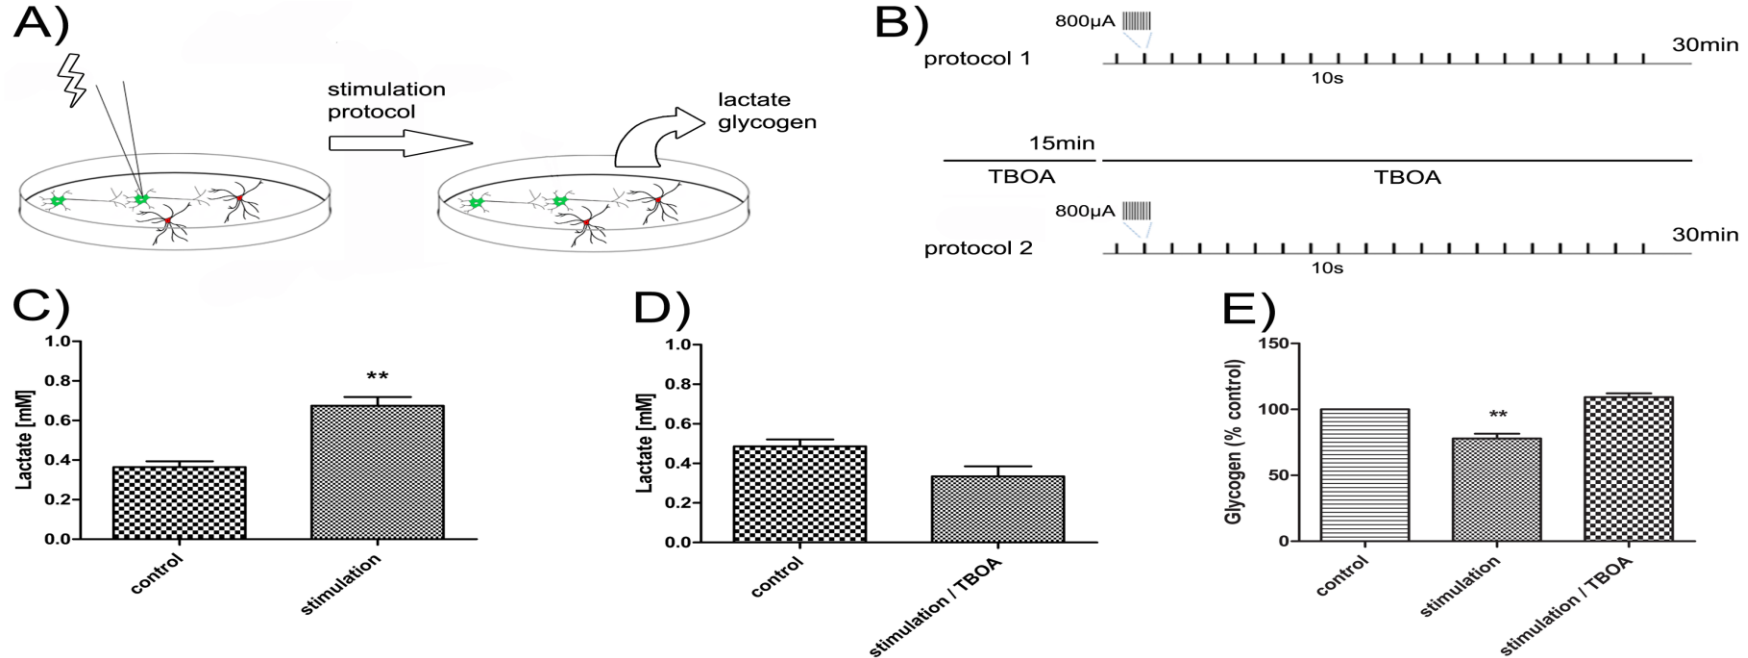 A)
stimulation
protocol
lactate
glycogen
B)
800µA
protocol 1
30min
10s
15min
TBOA
TBOA
800µA
protocol 2
30min
10s
C)
Lactate [mM]
1.0
0.8
0.6
0.4
0.2
0.0
**
control
stimulation
D)
Lactate [mM]
1.0
0.8
0.6
0.4
0.2
0.0
control
stimulation / TBOA
E)
Glycogen (% control)
150
100
50
0
**
control
stimulation
stimulation / TBOA